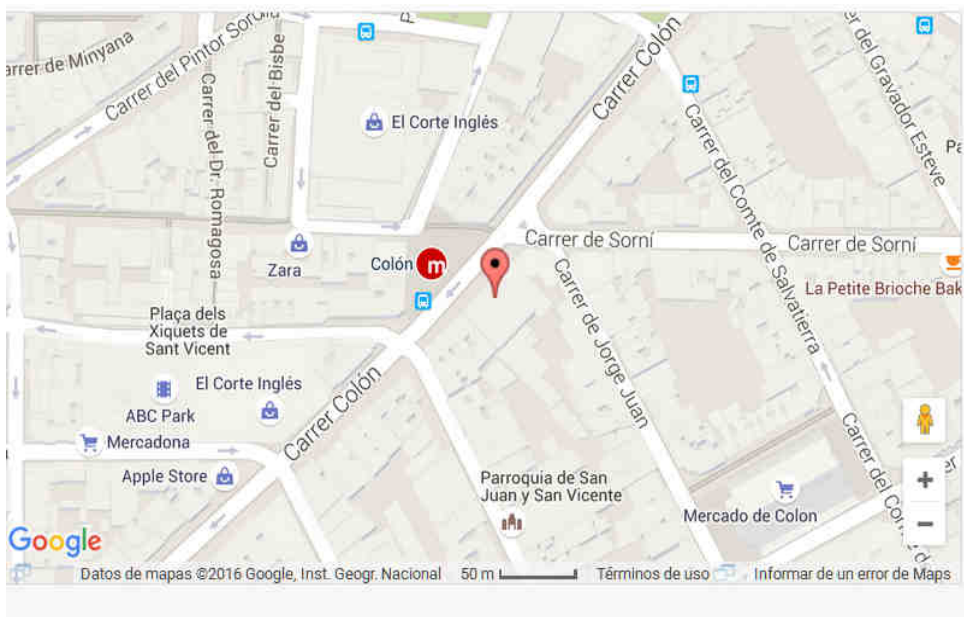 Carrer del Pintor Sorolla
arrer de Minyana
Carrer del Bisbe
Carrer del Dr. Romagosa
El Corte Inglés
Carrer Colón
er del Gravador Esteve
Carrer del Comte de Salvatierra
Zara
Colón
m
Carrer de Sorní
Carrer de Sorní
La Petite Brioche Bak
Plaça dels
Xiquets de
Sant Vicent
Carrer de Jorge Juan
El Corte Inglés
ABC Park
Mercadona
Carrer Colón
Apple Store
Parroquia de San
Juan y San Vicente
Mercado de Colon
Google
Datos de mapas ©2016 Google, Inst. Geogr. Nacional 50 m Términos de uso Informar de un error de Maps